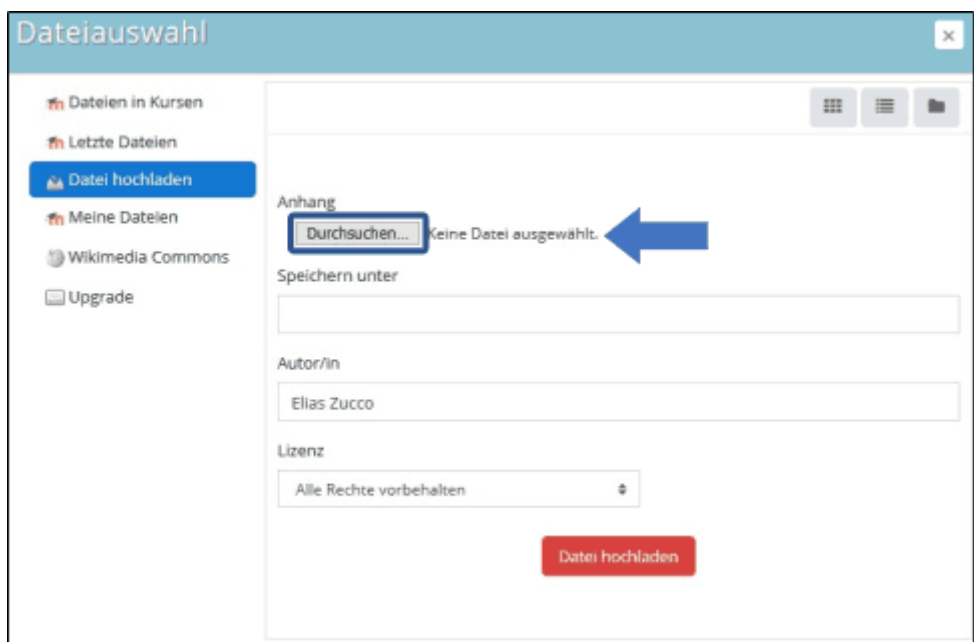 Dateiauswahl
Dateien in Kursen
Letzte Dateien
Datei hochladen
Meine Dateien
Wikimedia Commons
Upgrade
Anhang
Durchsuchen... Keine Datei ausgewählt.
Speichern unter
Autor/in
Elias Zucco
Lizenz
Alle Rechte vorbehalten
Datei hochladen